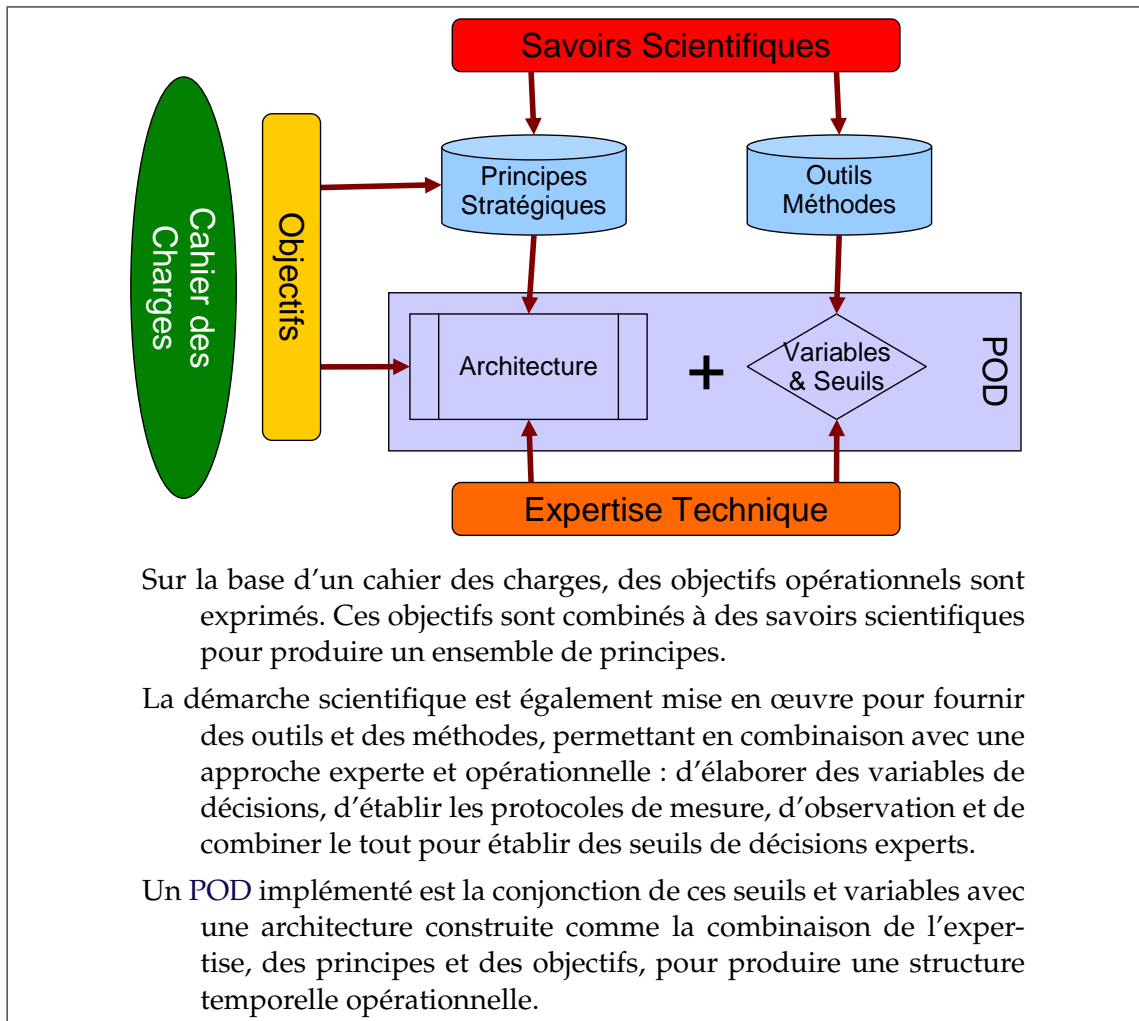 Savoirs Scientifiques
Cahier des
Charges
Objectifs
Principes
Stratégiques
Outils
Méthodes
Architecture
+
Variables
& Seuils
POD
Expertise Technique
Sur la base d'un cahier des charges, des objectifs opérationnels sont
exprimés. Ces objectifs sont combinés à des savoirs scientifiques
pour produire un ensemble de principes.
La démarche scientifique est également mise en œuvre pour fournir
des outils et des méthodes, permettant en combinaison avec une
approche experte et opérationnelle : d'élaborer des variables de
décisions, d'établir les protocoles de mesure, d'observation et de
combiner le tout pour établir des seuils de décisions experts.
Un POD implémenté est la conjonction de ces seuils et variables avec
une architecture construite comme la combinaison de l'exper-
tise, des principes et des objectifs, pour produire une structure
temporelle opérationnelle.